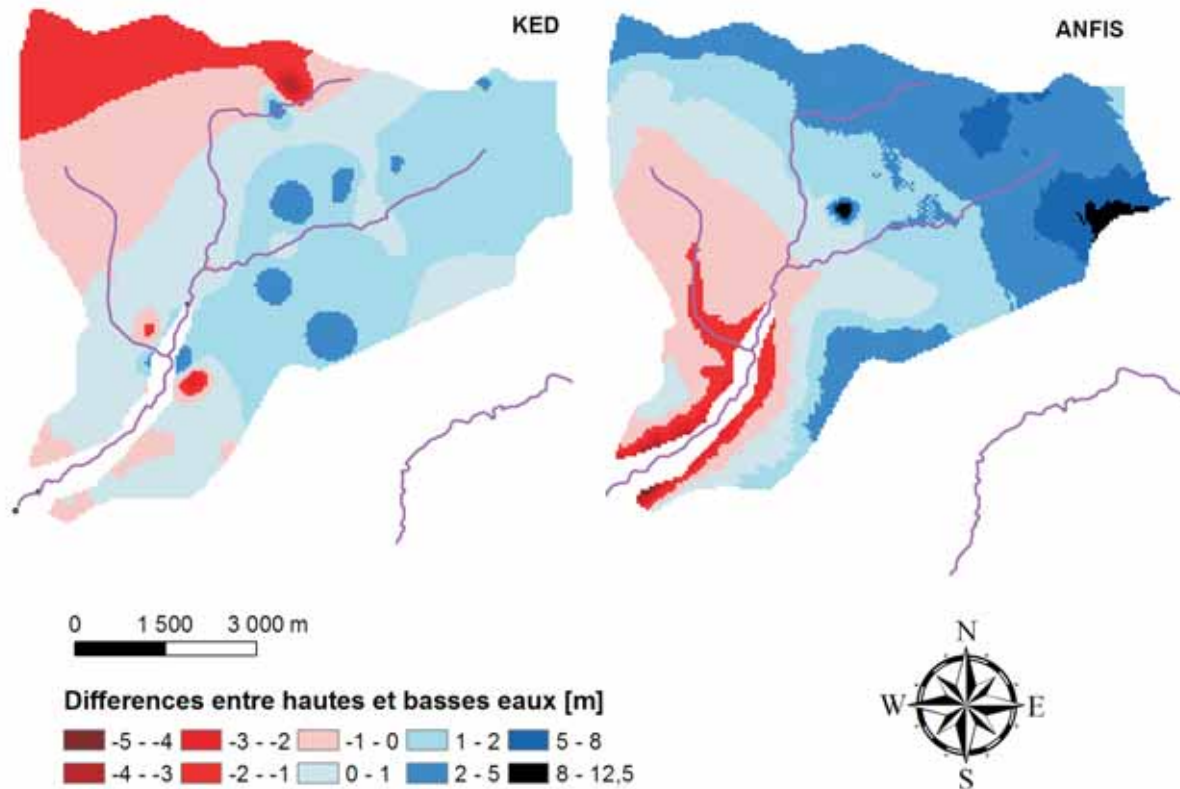 KED
ANFIS
0 1 500 3 000 m
Differences entre hautes et basses eaux [m]
-5 - -4 -3 - -2 -1 - 0 1 - 2 5 - 8
-4 - -3 -2 - -1 0 - 1 2 - 5 8 - 12,5
N
W E
S